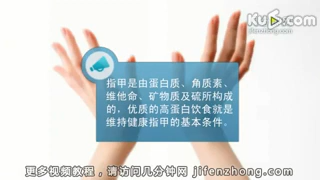 Ku6.com
jifenzhong.com
指甲是由蛋白质、角质素、
维他命、矿物质及硫所构成
的，优质的高蛋白饮食就是
维持健康指甲的基本条件。
更多视频教程，请访问几分钟网 jifenzhong.com